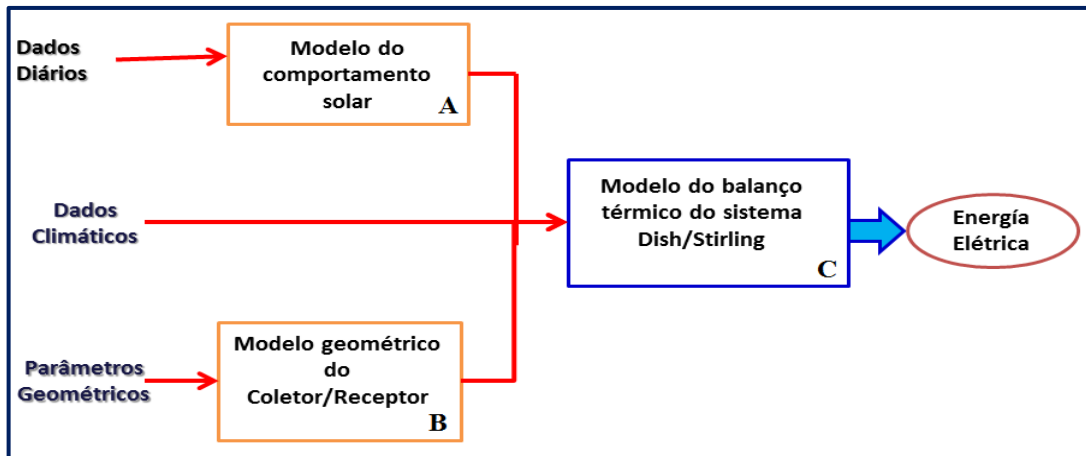 Dados
Diários
Modelo do
comportamento
solar
A
Dados
Climáticos
Modelo do balanço
térmico do sistema
Dish/Stirling
C
Energía
Elétrica
Parâmetros
Geométricos
Modelo geométrico
do
Coletor/Receptor
B